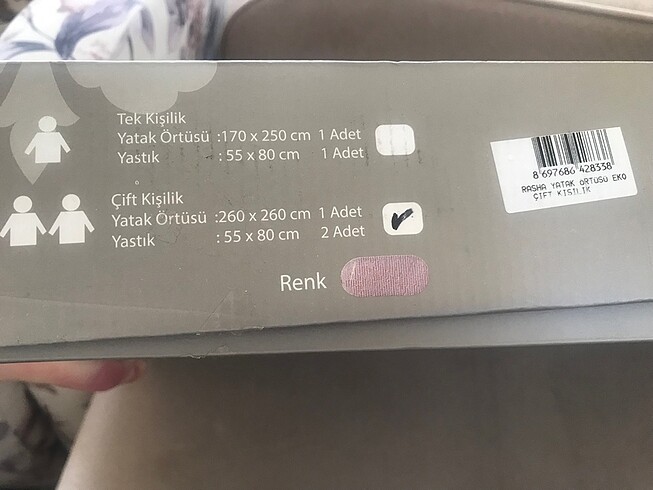 Tek Kişilik
Yatak Örtüsü :170 x 250 cm 1 Adet
Yastık : 55 x 80 cm 1 Adet
Çift Kişilik
Yatak Örtüsü :260 x 260 cm 1 Adet
Yastık : 55 x 80 cm 2 Adet
Renk
8 697686 428338
RASHA YATAK ÖRTÜSÜ EKO
ÇİFT KİŞİLİK